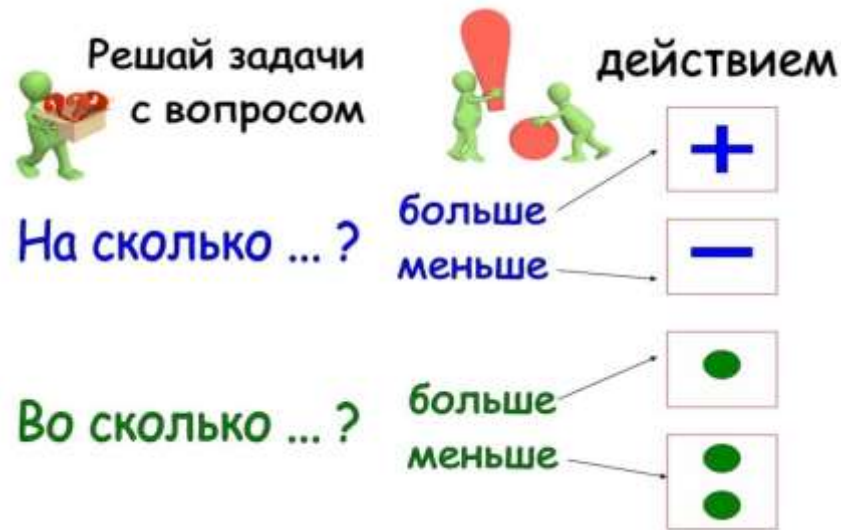 Решай задачи
с вопросом
действием
На сколько ... ?
больше
+
меньше
−
Во сколько ... ?
больше
•
меньше
: